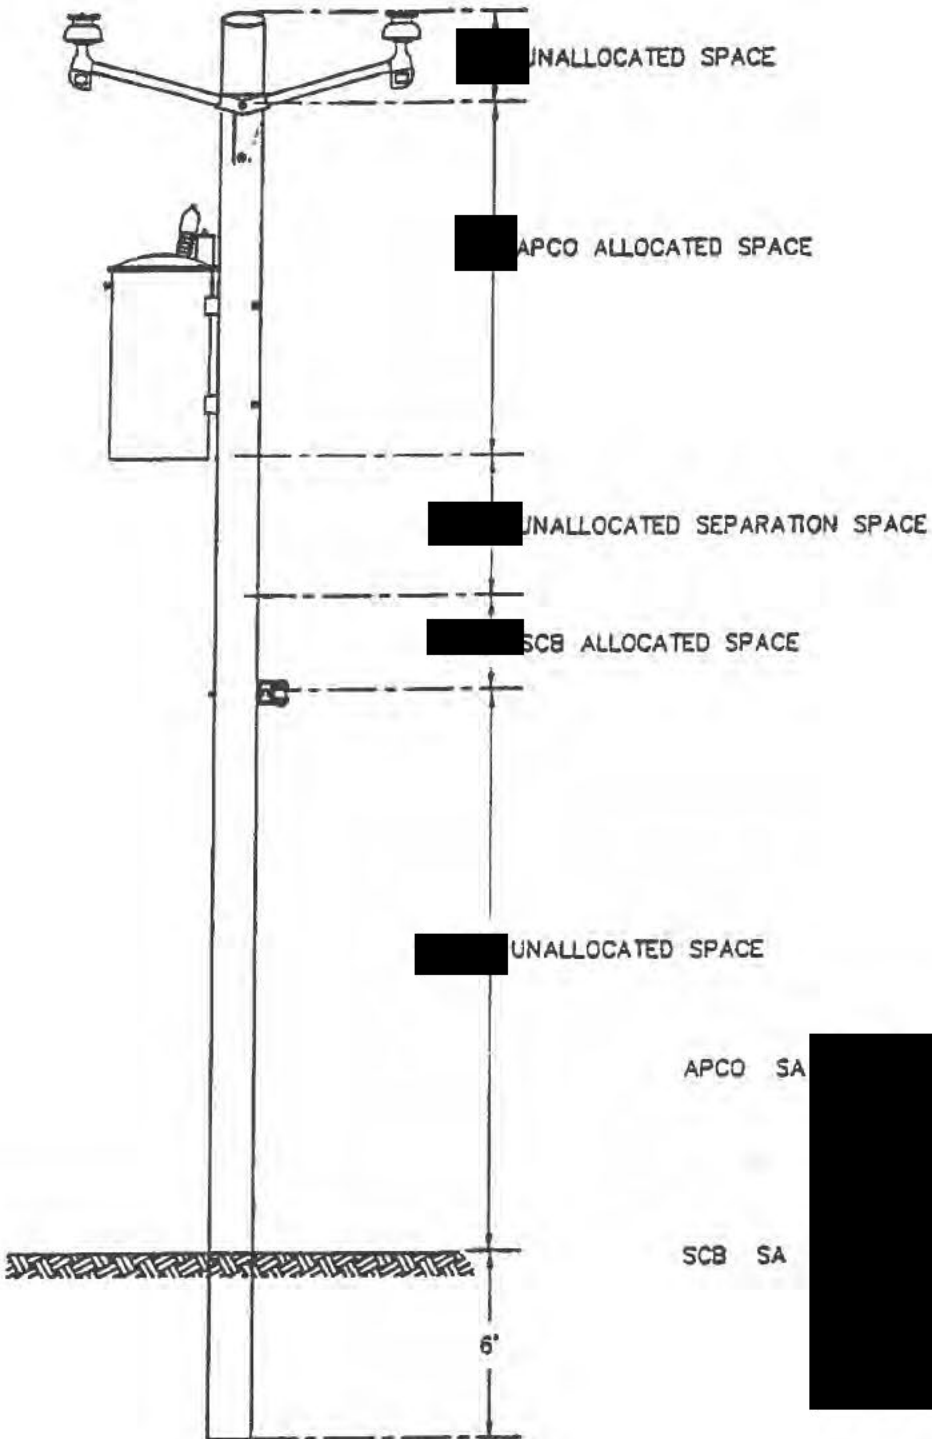 UNALLOCATED SPACE
APCO ALLOCATED SPACE
UNALLOCATED SEPARATION SPACE
SCB ALLOCATED SPACE
UNALLOCATED SPACE
APCO SA
SCB SA
6'